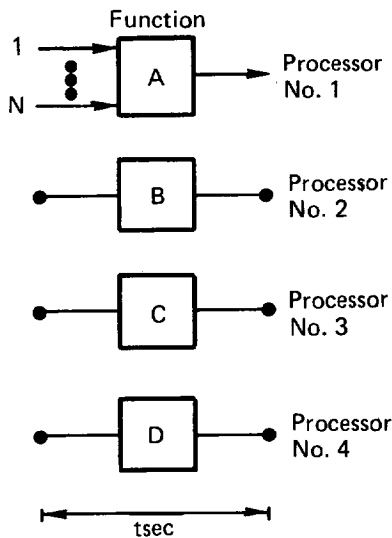 Function
1
A
Processor
No. 1
N
B
Processor
No. 2
C
Processor
No. 3
D
Processor
No. 4
tsec